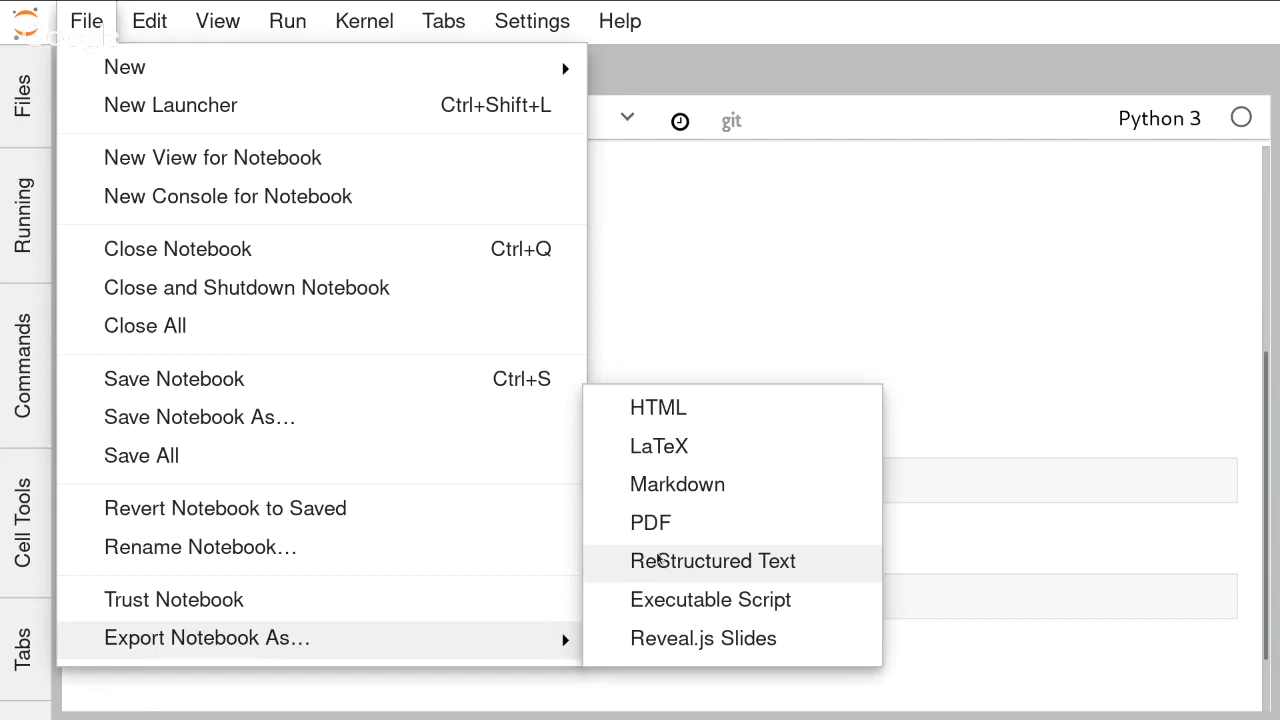 File Edit View Run Kernel Tabs Settings Help
Google
Files
Running
Commands
Cell Tools
Tabs
New
New Launcher Ctrl+Shift+L
New View for Notebook
New Console for Notebook
Close Notebook Ctrl+Q
Close and Shutdown Notebook
Close All
Save Notebook Ctrl+S
Save Notebook As…
Save All
Revert Notebook to Saved
Rename Notebook…
Trust Notebook
Export Notebook As…
HTML
LaTeX
Markdown
PDF
ReStructured Text
Executable Script
Reveal.js Slides
git
Python 3